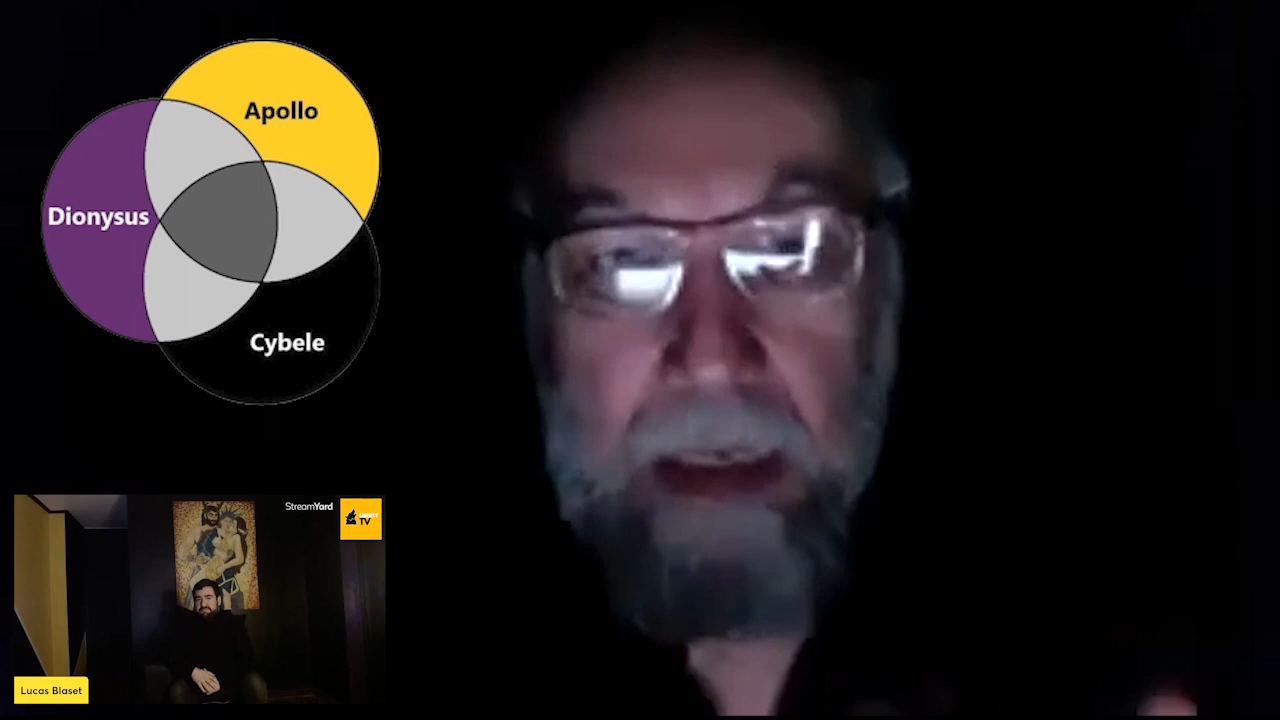 Apollo
Dionysus
Cybele
StreamYard
TV
Lucas Blaset